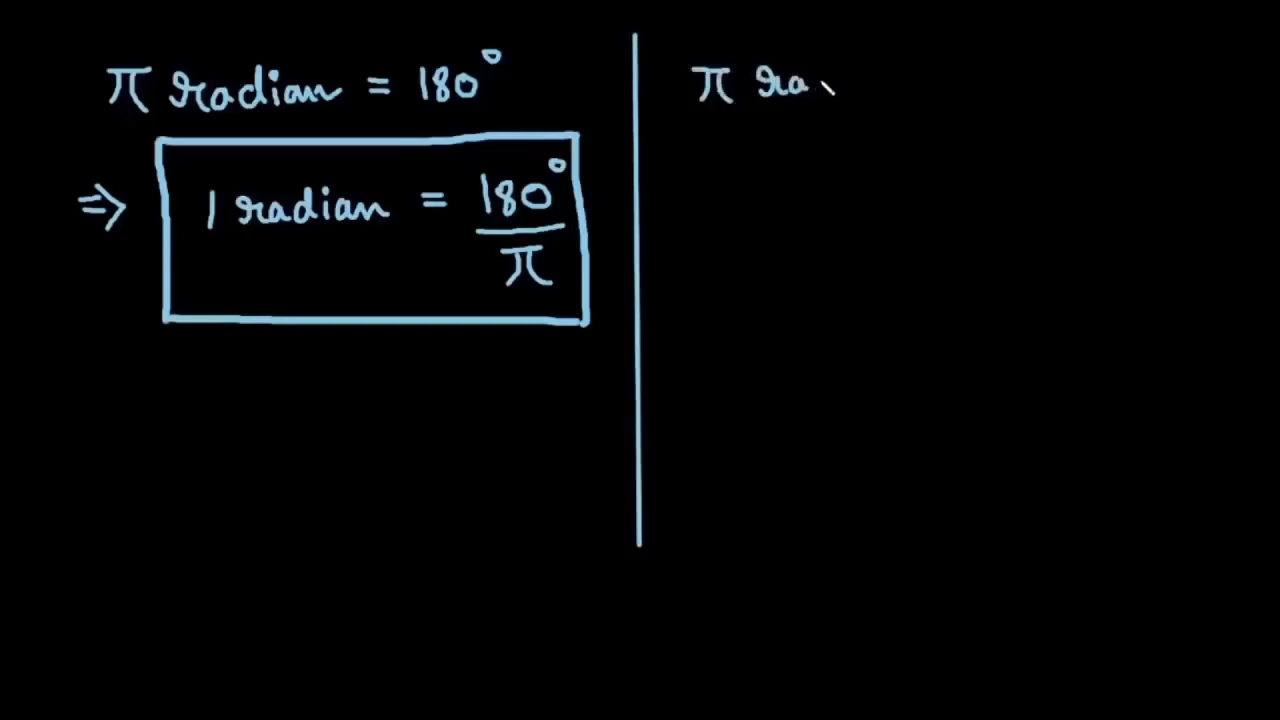 π radian = 180°
⇒ 1 radian = 180°/π
π ra